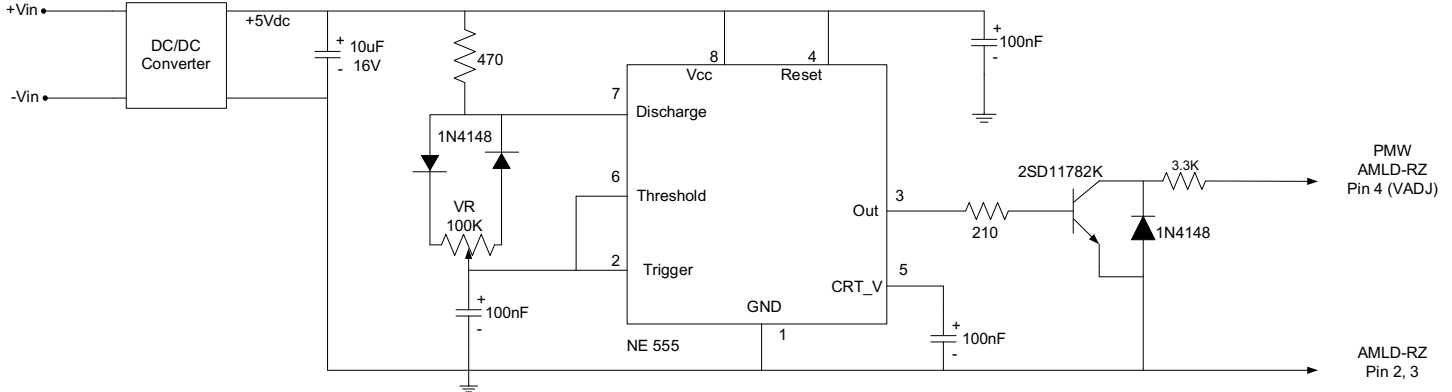 +Vin
-Vin
DC/DC
Converter
+5Vdc
+
10uF
-
16V
470
1N4148
VR
100K
+
100nF
-
7
Discharge
6
Threshold
2
Trigger
8
Vcc
4
Reset
3
Out
5
CRT_V
GND
1
NE 555
+
100nF
-
+
100nF
-
210
2SD11782K
1N4148
3.3K
PMW
AMLD-RZ
Pin 4 (VADJ)
AMLD-RZ
Pin 2, 3